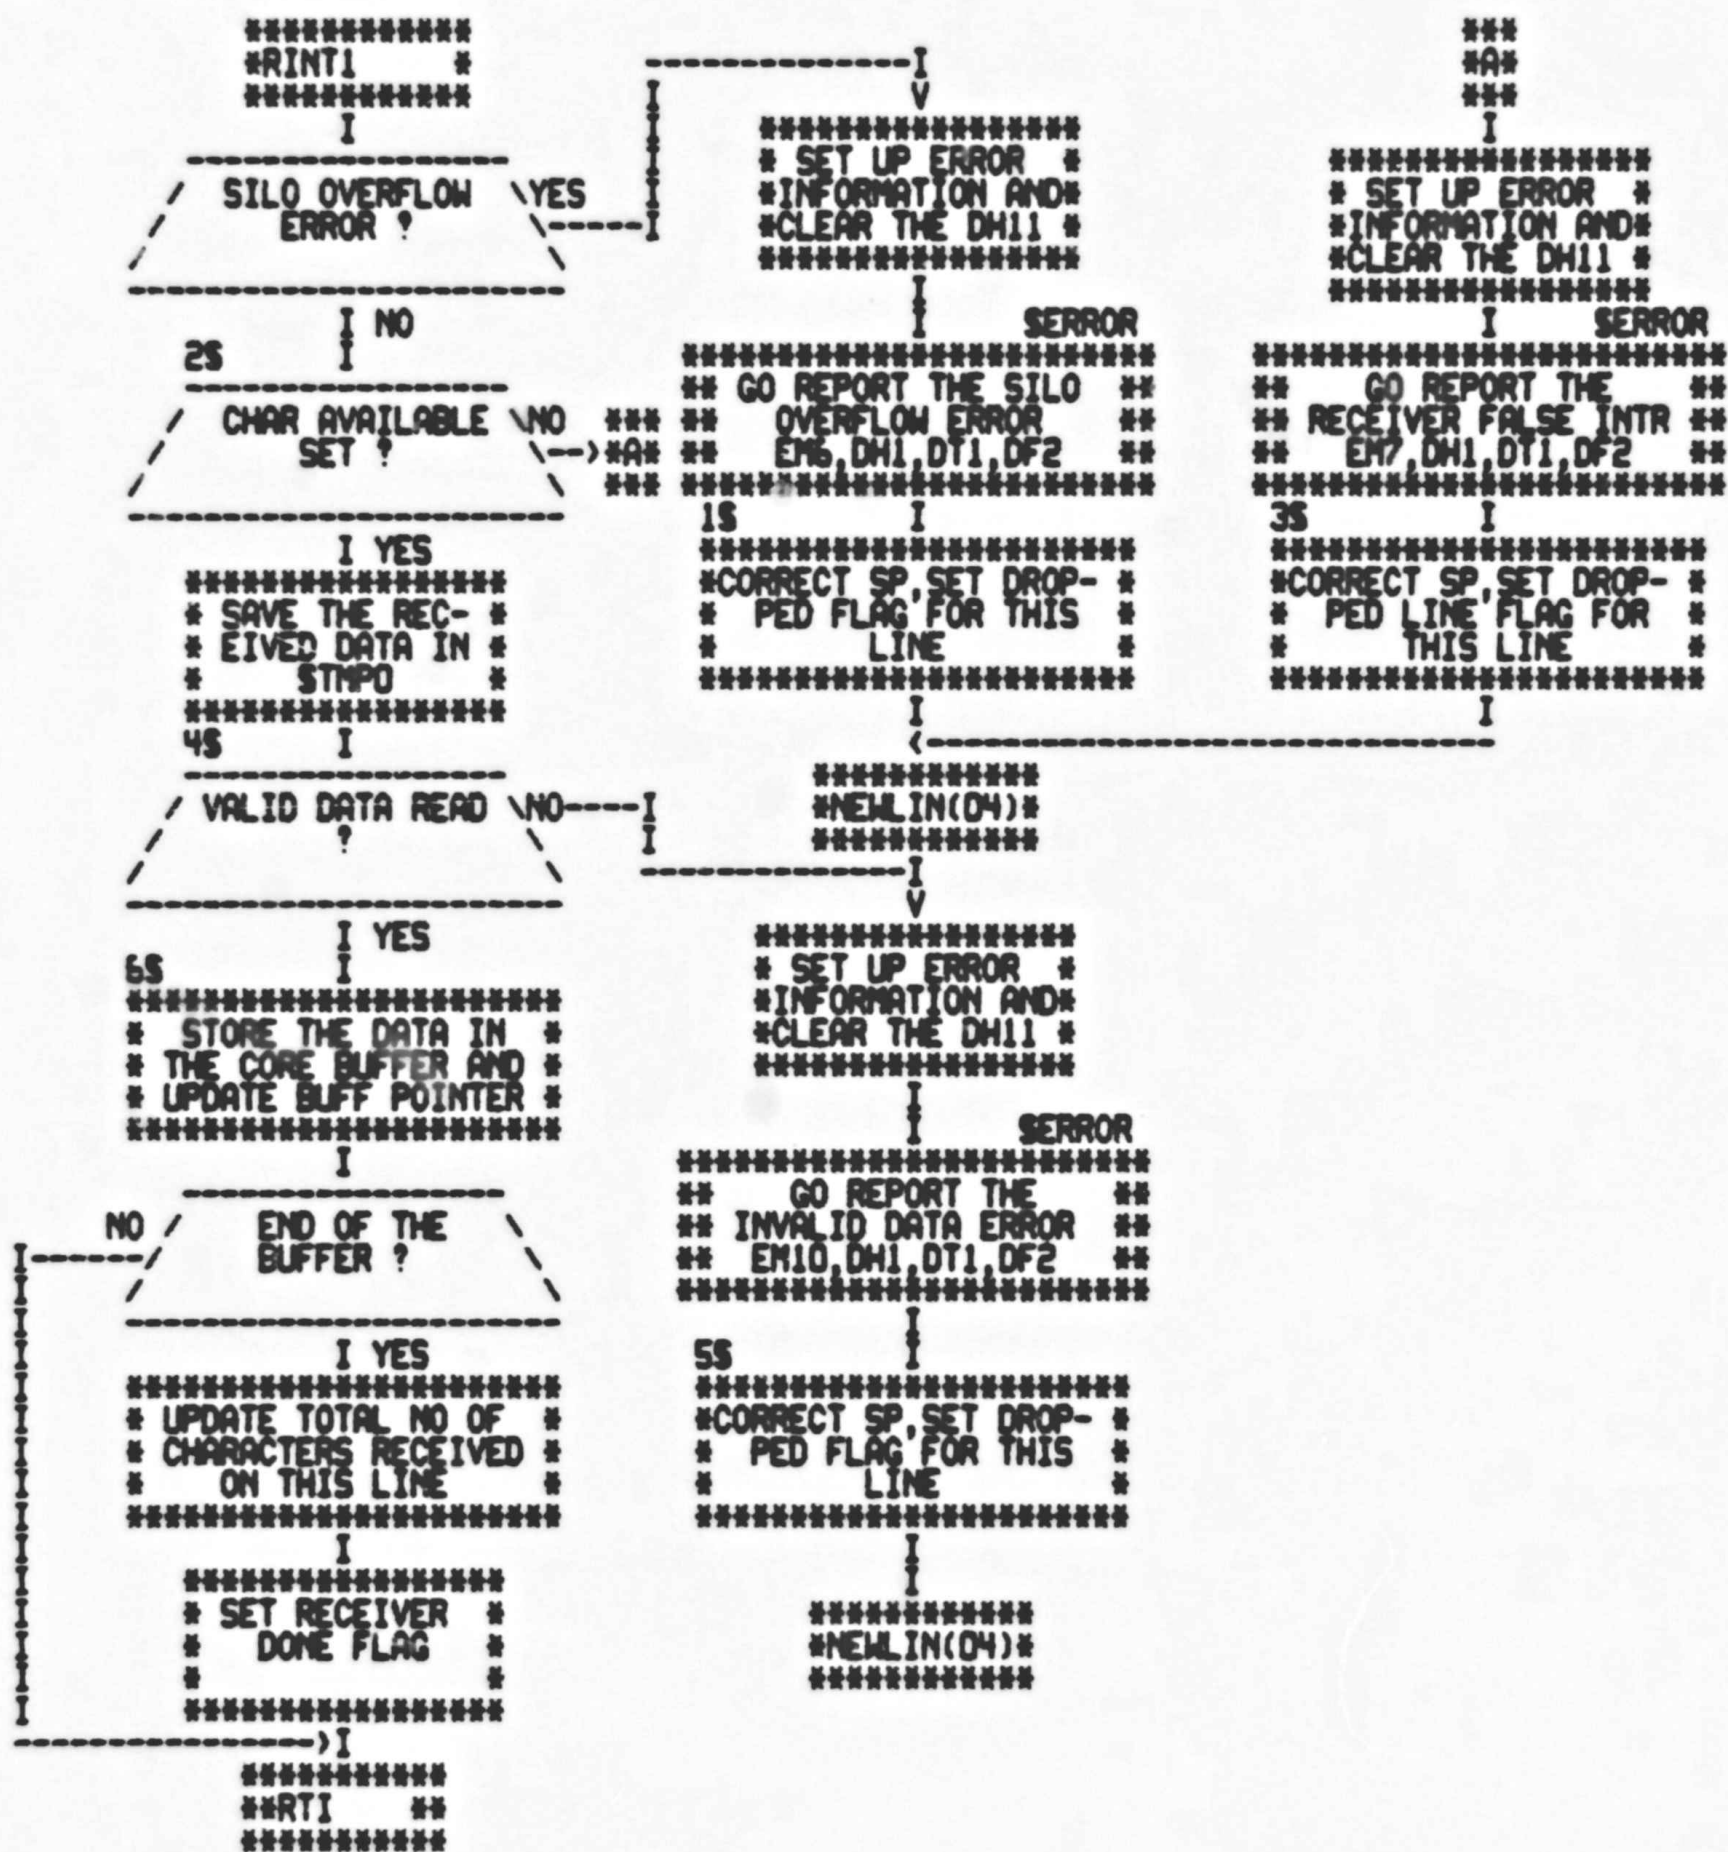 RINT1
SILO OVERFLOW
ERROR ?
YES
NO
2$
CHAR AVAILABLE
SET ?
NO
A
YES
SAVE THE REC-
EIVED DATA IN
$TMP0
4$
VALID DATA READ
?
NO
YES
6$
STORE THE DATA IN
THE CORE BUFFER AND
UPDATE BUFF POINTER
END OF THE
BUFFER ?
NO
YES
UPDATE TOTAL NO OF
CHARACTERS RECEIVED
ON THIS LINE
SET RECEIVER
DONE FLAG
RTI
SET UP ERROR
INFORMATION AND
CLEAR THE DH11
$ERROR
GO REPORT THE SILO
OVERFLOW ERROR
EM6,DH1,DT1,DF2
1$
CORRECT SP,SET DROP-
PED FLAG FOR THIS
LINE
NEWLIN(04)
SET UP ERROR
INFORMATION AND
CLEAR THE DH11
$ERROR
GO REPORT THE
INVALID DATA ERROR
EM10,DH1,DT1,DF2
5$
CORRECT SP,SET DROP-
PED FLAG FOR THIS
LINE
NEWLIN(04)
A
SET UP ERROR
INFORMATION AND
CLEAR THE DH11
$ERROR
GO REPORT THE
RECEIVER FALSE INTR
EM7,DH1,DT1,DF2
3$
CORRECT SP,SET DROP-
PED LINE FLAG FOR
THIS LINE